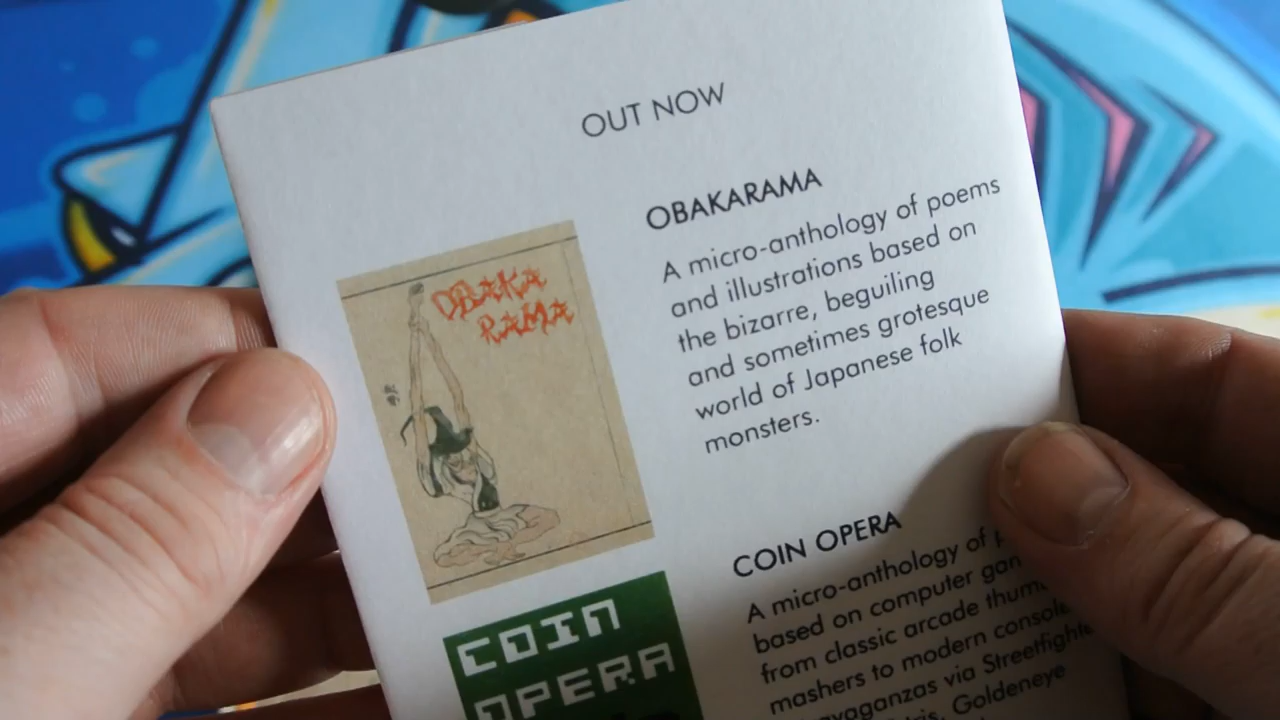 OUT NOW
OBAKARAMA
A micro-anthology of poems
and illustrations based on
the bizarre, beguiling
and sometimes grotesque
world of Japanese folk
monsters.
OBAKA
RAMA
COIN OPERA
A micro-anthology of
based on computer
from classic arcade
mashers to modern
via Streetfighte
Goldeneye
COIN
OPERA